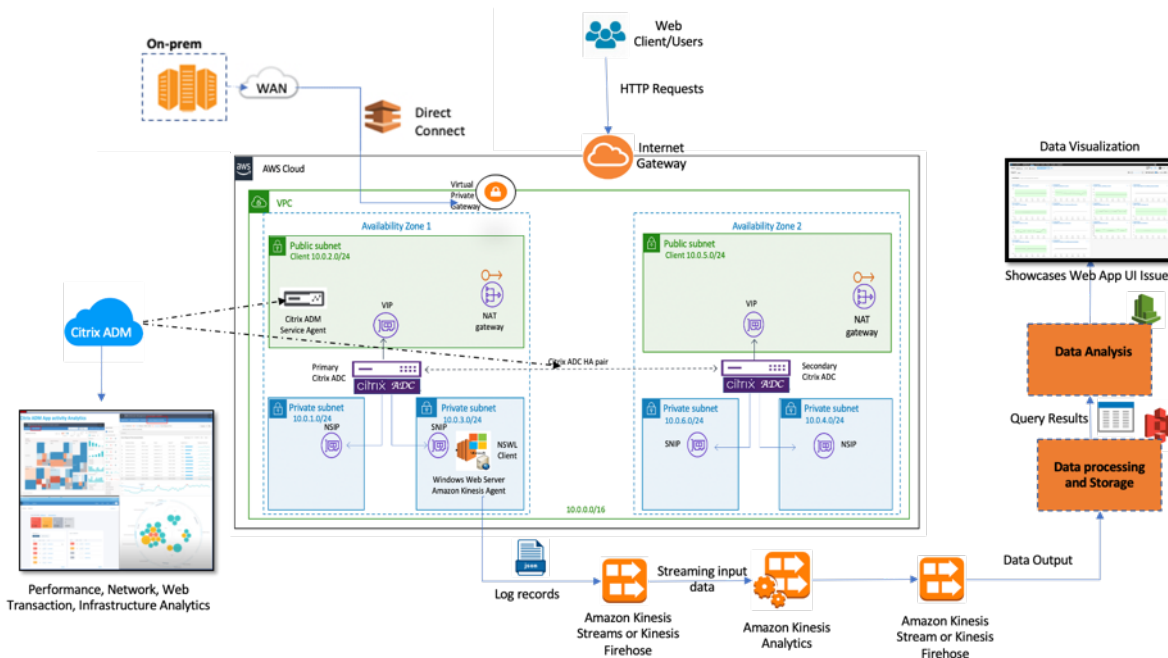 Web
Client/Users
On-prem
WAN
HTTP Requests
Direct
Connect
Internet
Gateway
Data Visualization
aws
AWS Cloud
Virtual
Private
Gateway
VPC
Availability Zone 1
Availability Zone 2
Public subnet
Client 10.0.2.0/24
Public subnet
Client 10.0.5.0/24
Showcases Web App UI Issue
VIP
NAT
gateway
VIP
NAT
gateway
Citrix ADM
Service Agent
Citrix ADM
Data Analysis
Primary
Citrix ADC
Citrix ADC HA pair
Secondary
Citrix ADC
citrix ADC
citrix ADC
Private subnet
10.0.1.0/24
NSIP
Private subnet
10.0.3.0/24
SNIP
NSWL
Client
Windows Web Server
Amazon Kinesis Agent
Private subnet
10.0.6.0/24
SNIP
Private subnet
10.0.4.0/24
NSIP
Query Results
Data processing
and Storage
Citrix ADM App activity Analytics
10.0.0.0/16
json
Log records
Streaming input
data
Data Output
Performance, Network, Web
Transaction, Infrastructure Analytics
Amazon Kinesis
Streams or Kinesis
Firehose
Amazon Kinesis
Analytics
Amazon Kinesis
Stream or Kinesis
Firehose